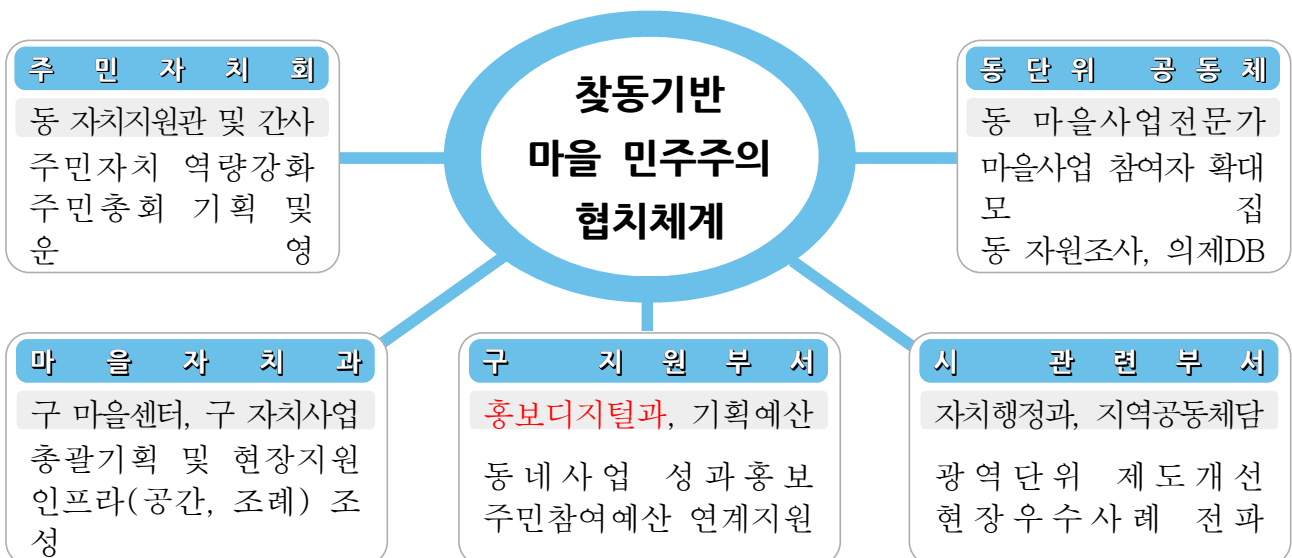 찾동기반
마을 민주주의
협치체계
주민자치회
동 자치지원관 및 간사
주민자치 역량강화
주민총회 기획 및
운영
동단위 공동체
동 마을사업전문가
마을사업 참여자 확대
모집
동 자원조사, 의제DB
마을자치과
구 마을센터, 구 자치사업
총괄기획 및 현장지원
인프라(공간, 조례) 조
성
구 지원부서
홍보디지털과, 기획예산
동네사업 성과홍보
주민참여예산 연계지원
시 관련부서
자치행정과, 지역공동체담
광역단위 제도개선
현장우수사례 전파